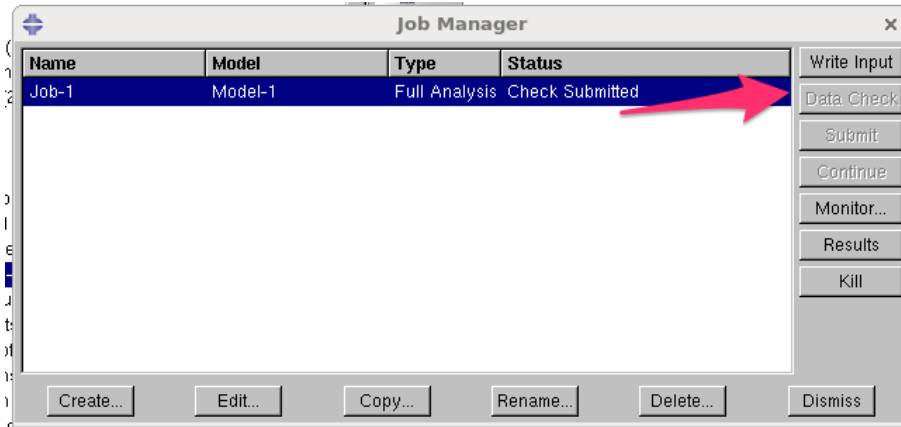 Job Manager
Name Model Type Status
Job-1 Model-1 Full Analysis Check Submitted
Write Input
Data Check
Submit
Continue
Monitor...
Results
Kill
Create... Edit... Copy... Rename... Delete... Dismiss